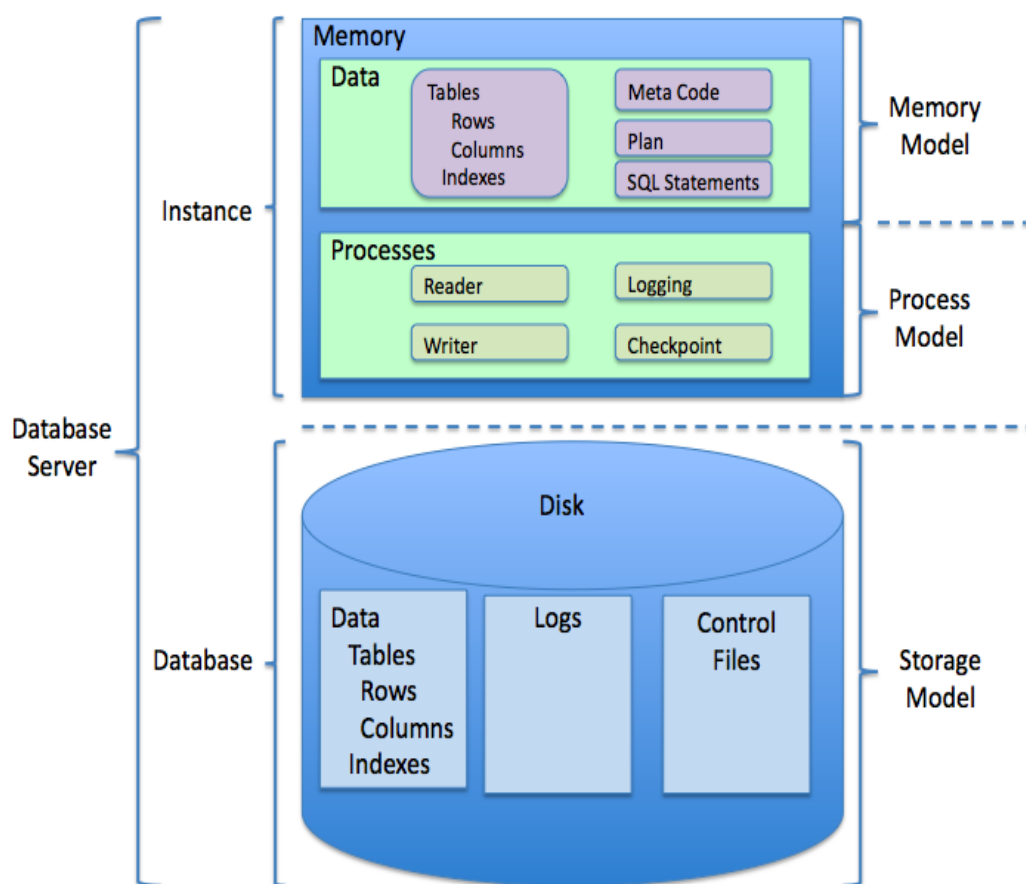 Memory
Data
Tables
Rows
Columns
Indexes
Meta Code
Plan
SQL Statements
Memory
Model
Instance
Processes
Reader
Writer
Logging
Checkpoint
Process
Model
Database
Server
Disk
Data
Tables
Rows
Columns
Indexes
Logs
Control
Files
Database
Storage
Model